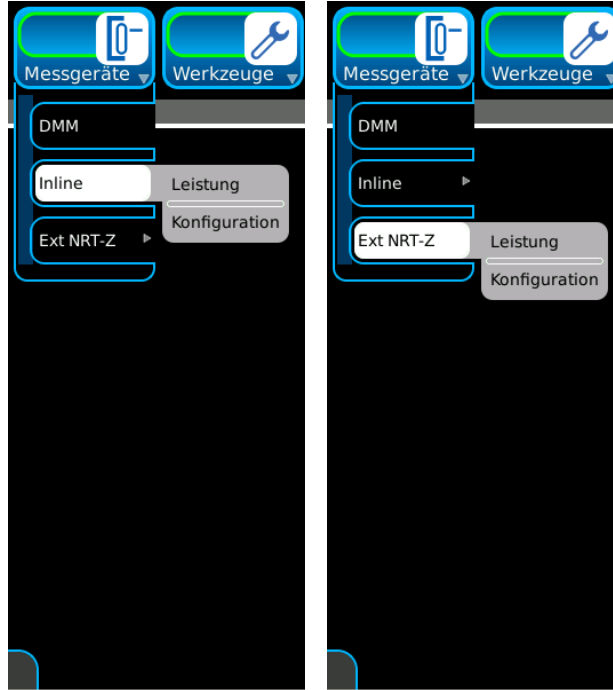 Messgeräte
Werkzeuge
DMM
Inline
Leistung
Konfiguration
Ext NRT-Z
Messgeräte
Werkzeuge
DMM
Inline
Ext NRT-Z
Leistung
Konfiguration